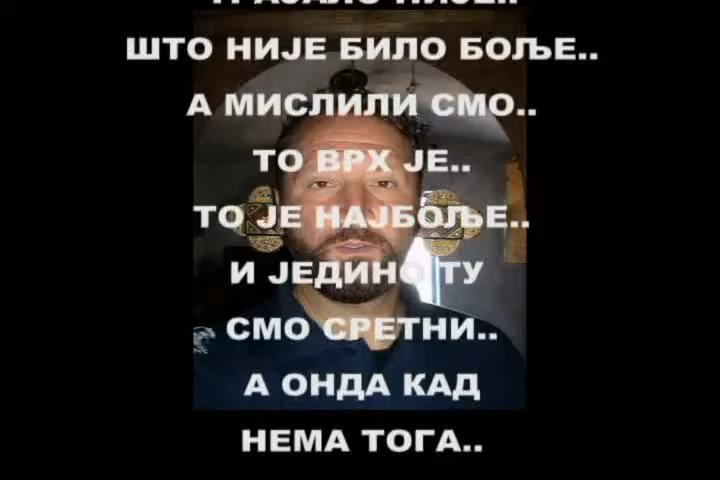 ШТО НИЈЕ БИЛО БОЉЕ..
А МИСЛИЛИ СМО..
ТО ВРХ ЈЕ..
ТО ЈЕ НАЈБОЉЕ..
И ЈЕДИНО ТУ
СМО СРЕТНИ..
А ОНДА КАД
НЕМА ТОГА..